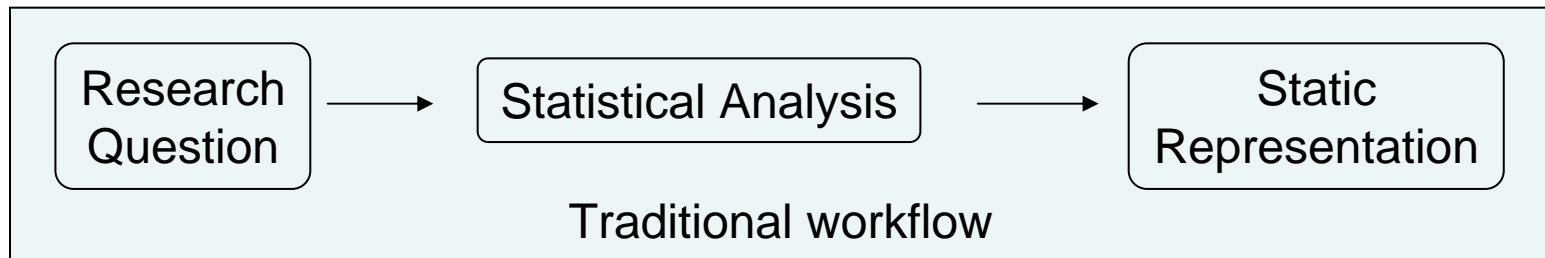 Research
Question
Statistical Analysis
Static
Representation
Traditional workflow